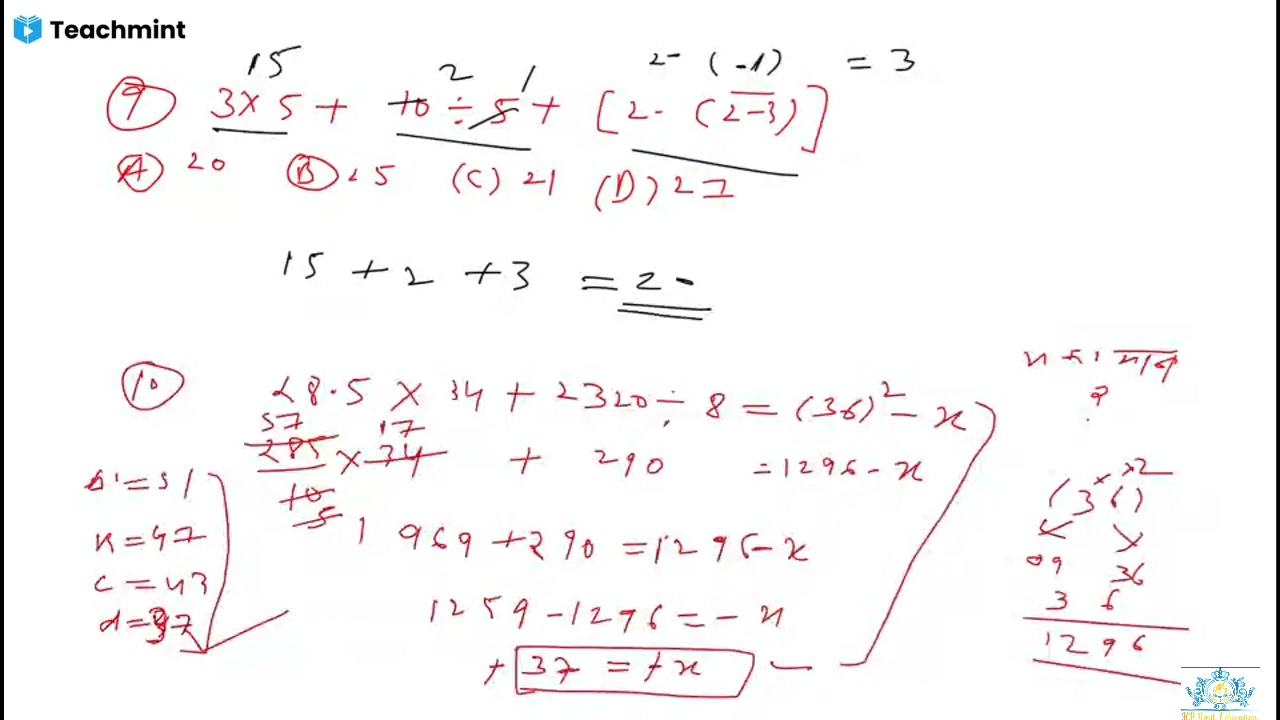 Teachmint
15 2 1 2- (-1) = 3
9 3×5 + 10 ÷ 5 + [2- (2-3)]
(A) 20 (B) 25 (C) 21 (D) 27
15 + 2 + 3 = 20
x का मान
?
10 28.5 × 34 + 2320 ÷ 8 = (36)² - x
57 17
285 × 34 + 290 = 1296 - x
10
5 1
969 + 290 = 1296 - x
1259 - 1296 = - x
+ 37 = + x
= 51
= 47
c = 43
d = 37
×2
(36)
09 36
3 6
1296